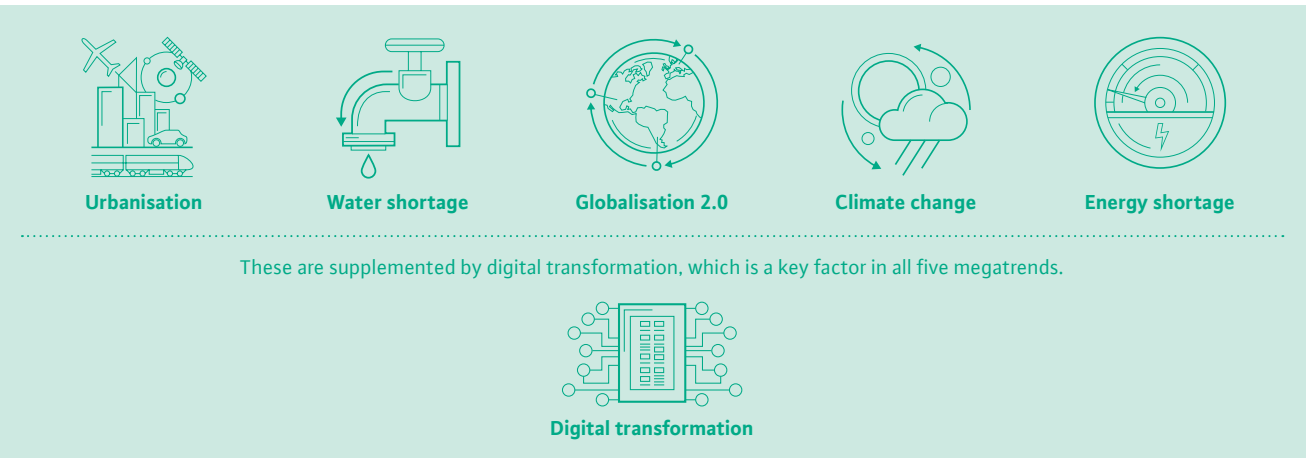 Urbanisation
Water shortage
Globalisation 2.0
Climate change
Energy shortage
These are supplemented by digital transformation, which is a key factor in all five megatrends.
Digital transformation